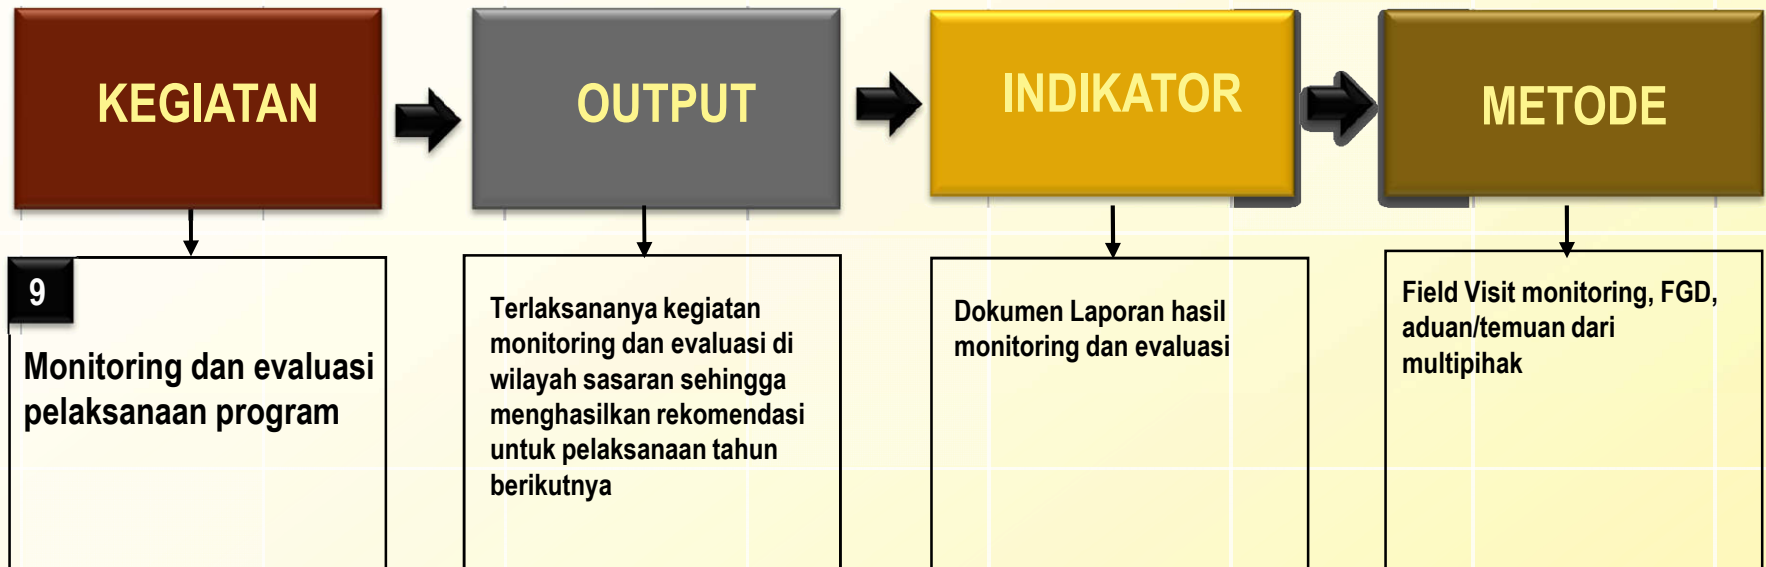 KEGIATAN
OUTPUT
INDIKATOR
METODE
9
Monitoring dan evaluasi
pelaksanaan program
Terlaksananya kegiatan
monitoring dan evaluasi di
wilayah sasaran sehingga
menghasilkan rekomendasi
untuk pelaksanaan tahun
berikutnya
Dokumen Laporan hasil
monitoring dan evaluasi
Field Visit monitoring, FGD,
aduan/temuan dari
multipihak